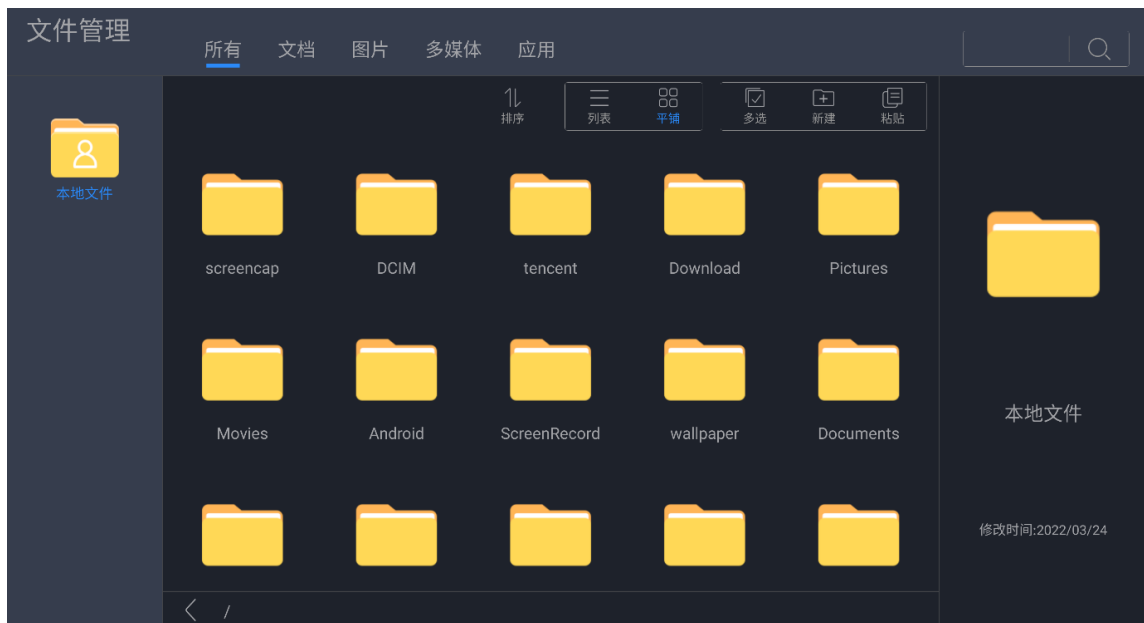 文件管理
所有 文档 图片 多媒体 应用
排序 列表 平铺 多选 新建 粘贴
本地文件
screencap DCIM tencent Download Pictures
Movies Android ScreenRecord wallpaper Documents
本地文件
修改时间:2022/03/24
/